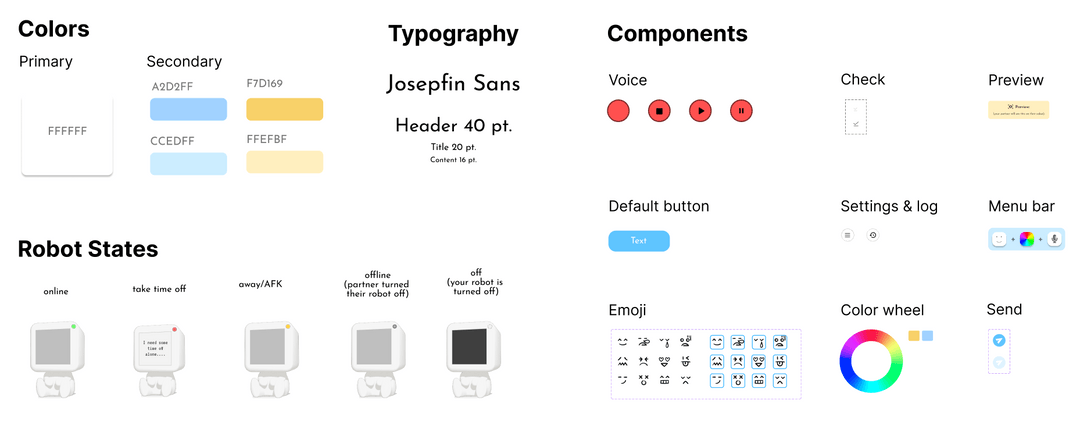 Colors
Primary
Secondary
FFFFFF
A2D2FF
F7D169
CCEDFF
FFEFBF
Typography
Josepfin Sans
Header 40 pt.
Title 20 pt.
Content 16 pt.
Robot States
online
take time off
away/AFK
offline
(partner turned
their robot off)
off
(your robot is
turned off)
I need some
time of
alone....
Components
Voice
Check
Preview
Preview
Default button
Text
Settings & log
Menu bar
+
+
Emoji
Color wheel
Send